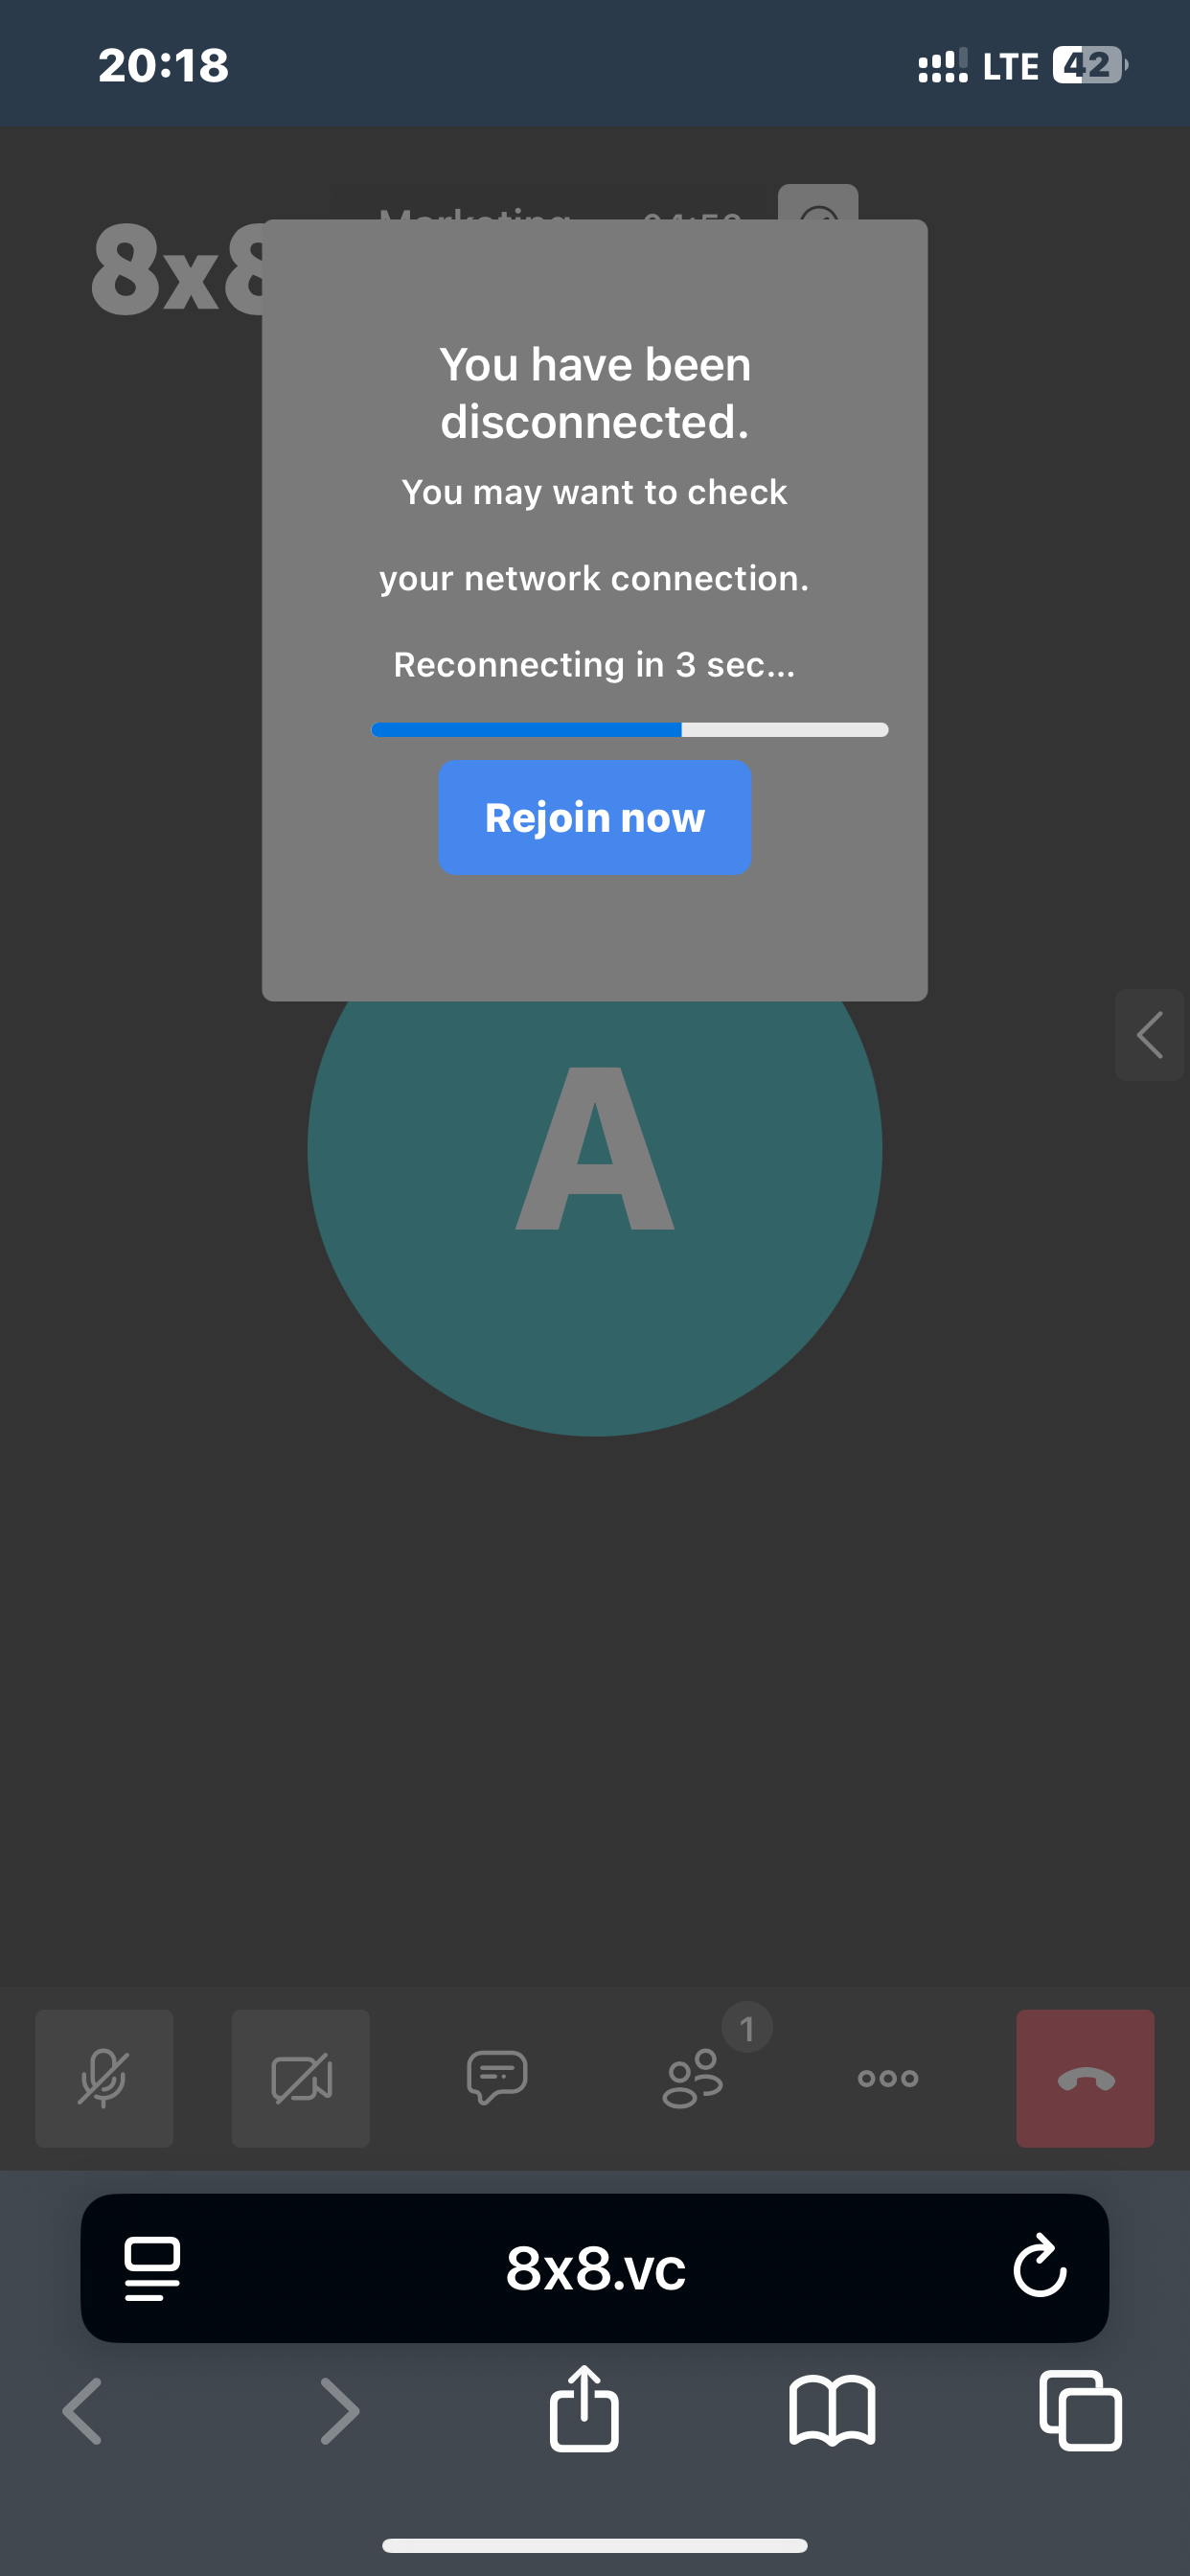 20:18
LTE 42
Marketing
8x8
You have been
disconnected.
You may want to check
your network connection.
Reconnecting in 3 sec...
Rejoin now
A
1
8x8.vc